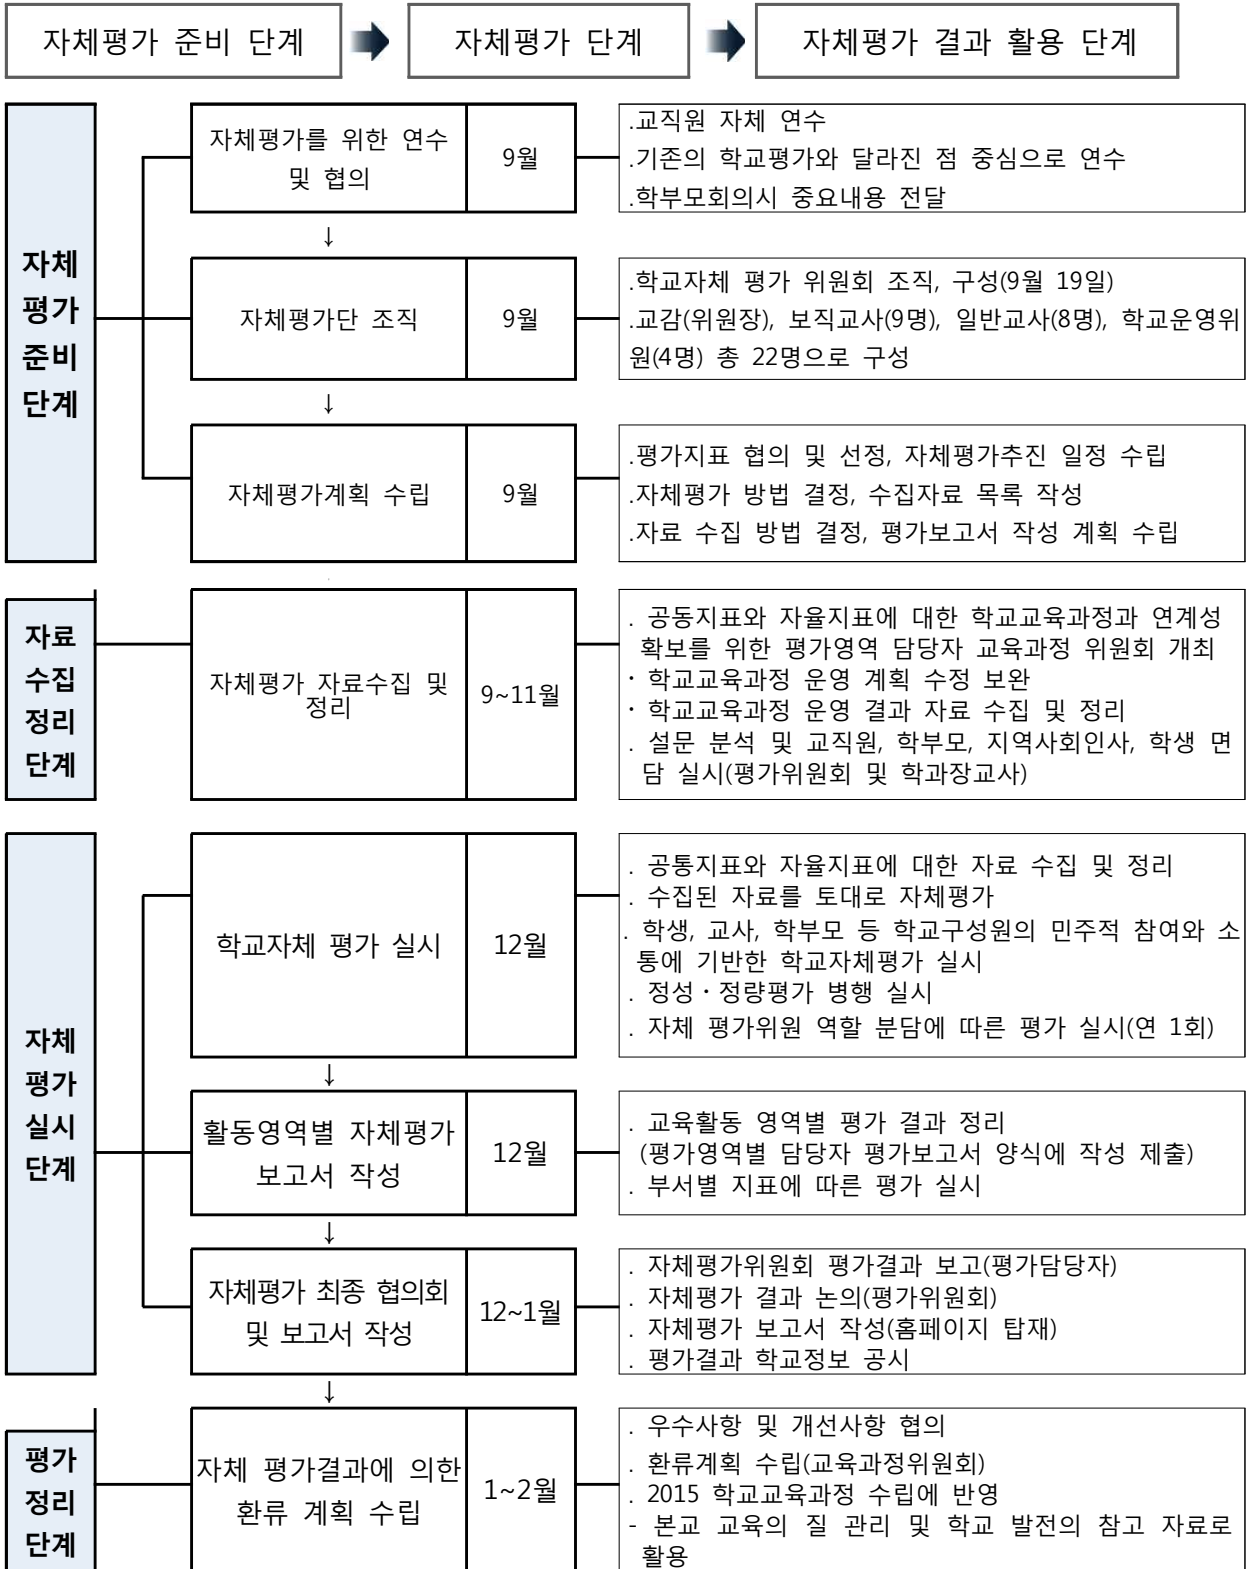 자체평가 준비 단계
자체평가 단계
자체평가 결과 활용 단계
자체
평가
준비
단계
자체평가를 위한 연수
및 협의
9월
.교직원 자체 연수
.기존의 학교평가와 달라진 점 중심으로 연수
.학부모회의시 중요내용 전달
↓
자체평가단 조직
9월
.학교자체 평가 위원회 조직, 구성(9월 19일)
.교감(위원장), 보직교사(9명), 일반교사(8명), 학교운영위
원(4명) 총 22명으로 구성
↓
자체평가계획 수립
9월
.평가지표 협의 및 선정, 자체평가추진 일정 수립
.자체평가 방법 결정, 수집자료 목록 작성
.자료 수집 방법 결정, 평가보고서 작성 계획 수립
자료
수집
정리
단계
자체평가 자료수집 및
정리
9~11월
. 공동지표와 자율지표에 대한 학교교육과정과 연계성
확보를 위한 평가영역 담당자 교육과정 위원회 개최
· 학교교육과정 운영 계획 수정 보완
· 학교교육과정 운영 결과 자료 수집 및 정리
. 설문 분석 및 교직원, 학부모, 지역사회인사, 학생 면
담 실시(평가위원회 및 학과장교사)
자체
평가
실시
단계
학교자체 평가 실시
12월
. 공통지표와 자율지표에 대한 자료 수집 및 정리
. 수집된 자료를 토대로 자체평가
. 학생, 교사, 학부모 등 학교구성원의 민주적 참여와 소
통에 기반한 학교자체평가 실시
. 정성·정량평가 병행 실시
. 자체 평가위원 역할 분담에 따른 평가 실시(연 1회)
↓
활동영역별 자체평가
보고서 작성
12월
. 교육활동 영역별 평가 결과 정리
(평가영역별 담당자 평가보고서 양식에 작성 제출)
. 부서별 지표에 따른 평가 실시
↓
자체평가 최종 협의회
및 보고서 작성
12~1월
. 자체평가위원회 평가결과 보고(평가담당자)
. 자체평가 결과 논의(평가위원회)
. 자체평가 보고서 작성(홈페이지 탑재)
. 평가결과 학교정보 공시
↓
평가
정리
단계
자체 평가결과에 의한
환류 계획 수립
1~2월
. 우수사항 및 개선사항 협의
. 환류계획 수립(교육과정위원회)
. 2015 학교교육과정 수립에 반영
- 본교 교육의 질 관리 및 학교 발전의 참고 자료로
활용